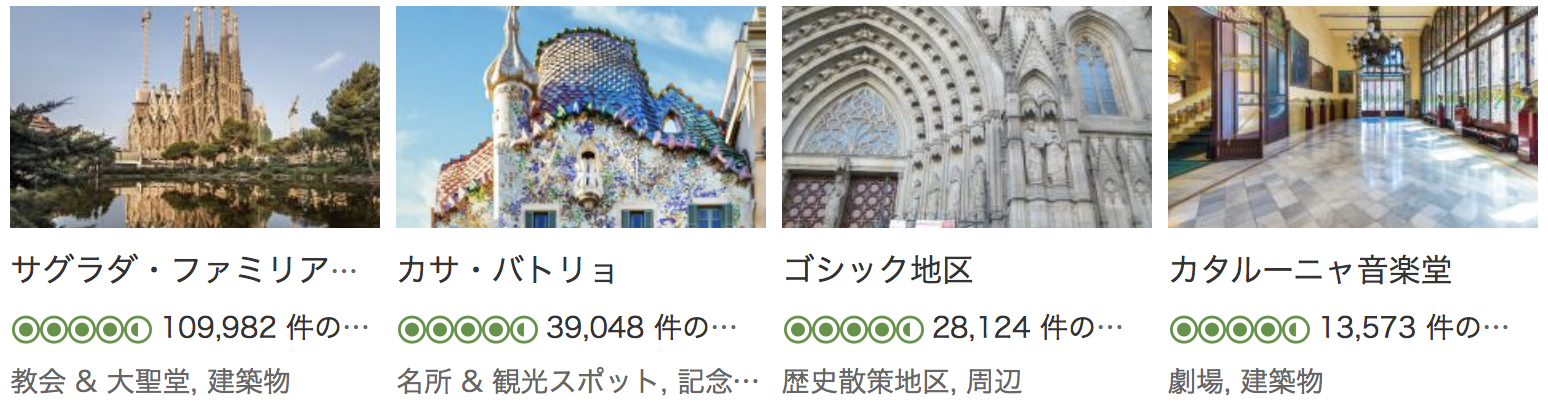 サグラダ・ファミリア…
109,982 件の…
教会 & 大聖堂, 建築物
カサ・バトリョ
39,048 件の…
名所 & 観光スポット, 記念…
ゴシック地区
28,124 件の…
歴史散策地区, 周辺
カタルーニャ音楽堂
13,573 件の…
劇場, 建築物